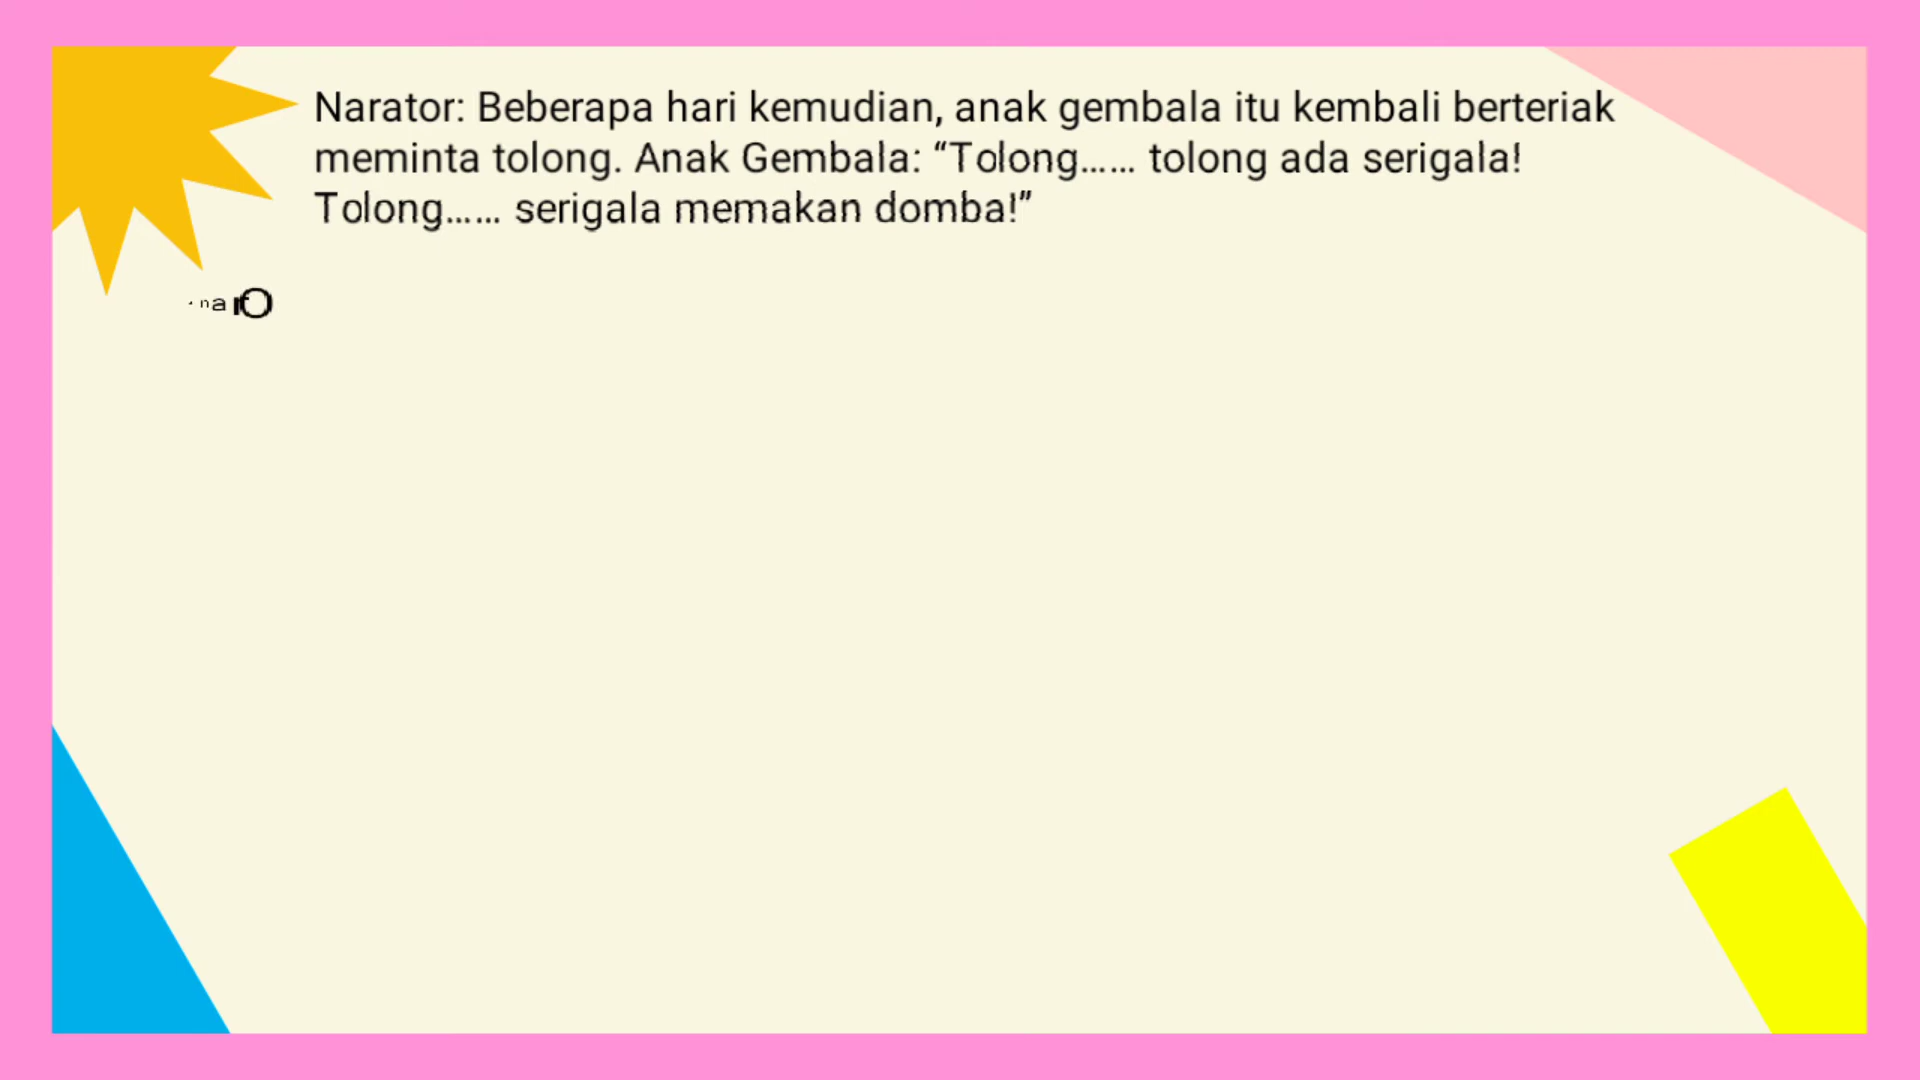 Narator: Beberapa hari kemudian, anak gembala itu kembali berteriak
meminta tolong. Anak Gembala: “Tolong…… tolong ada serigala!
Tolong…… serigala memakan domba!”